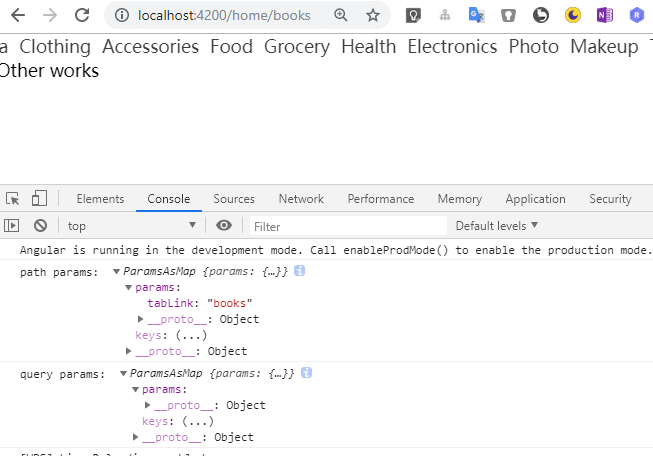 localhost:4200/home/books
a Clothing Accessories Food Grocery Health Electronics Photo Makeup
Other works
Elements Console Sources Network Performance Memory Application Security
top Filter Default levels
Angular is running in the development mode. Call enableProdMode() to enable the production mode.
path params: ParamsAsMap {params: {…}} i
params:
tabLink: "books"
__proto__: Object
keys: (...)
__proto__: Object
query params: ParamsAsMap {params: {…}} i
params:
__proto__: Object
keys: (...)
__proto__: Object